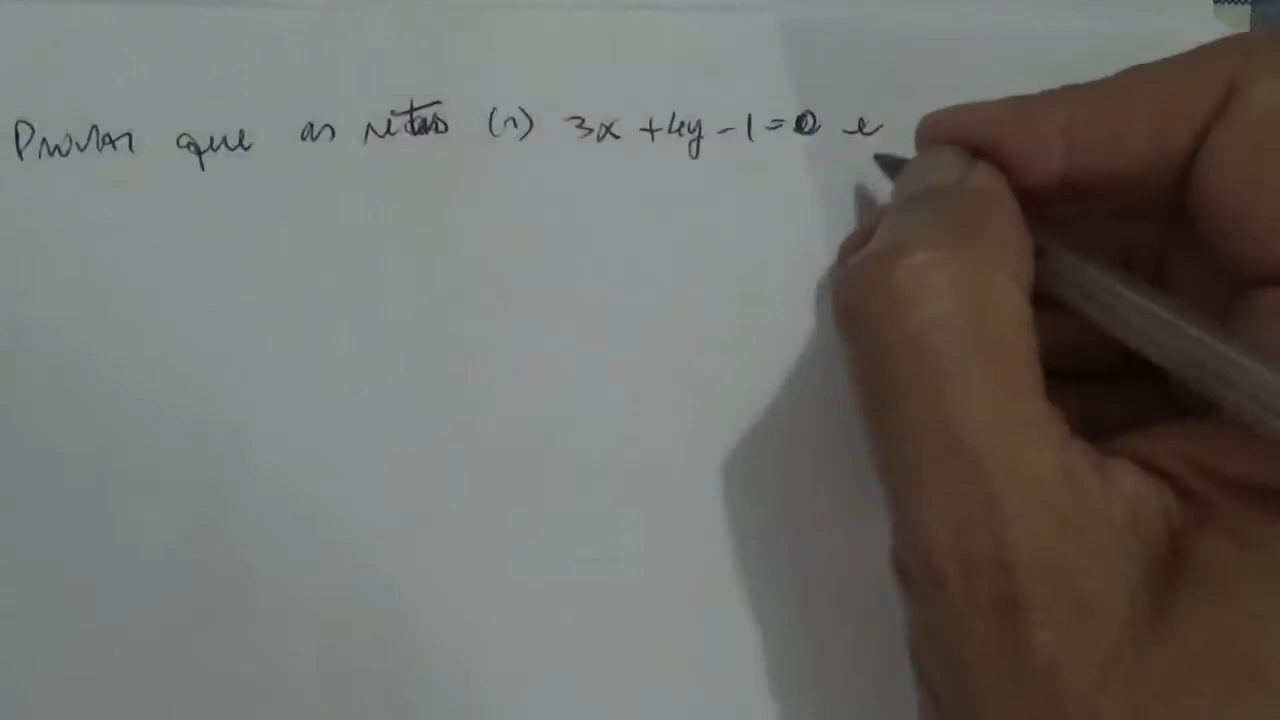 Provar que as retas (r) 3x + 4y - 1 = 0 e